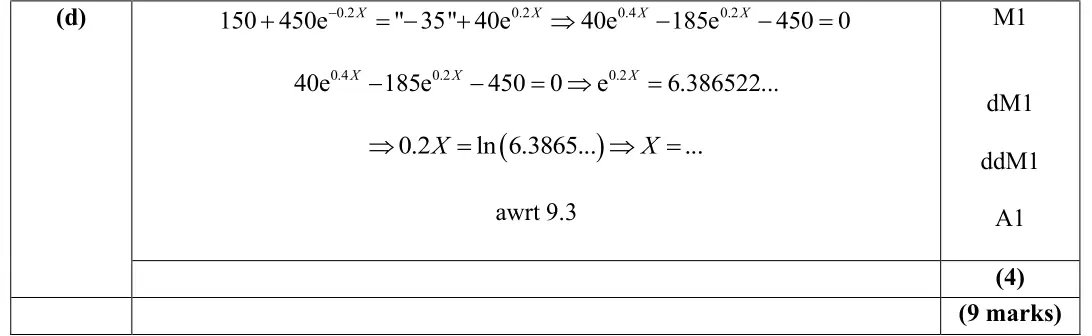 (d) 150 + 450e^{−0.2X} = "−35"+ 40e^{0.2X} ⇒ 40e^{0.4X} −185e^{0.2X} − 450 = 0 M1
40e^{0.4X} −185e^{0.2X} − 450 = 0 ⇒ e^{0.2X} = 6.386522...
dM1
⇒ 0.2X = ln(6.3865...) ⇒ X = ...
ddM1
awrt 9.3 A1
(4)
(9 marks)